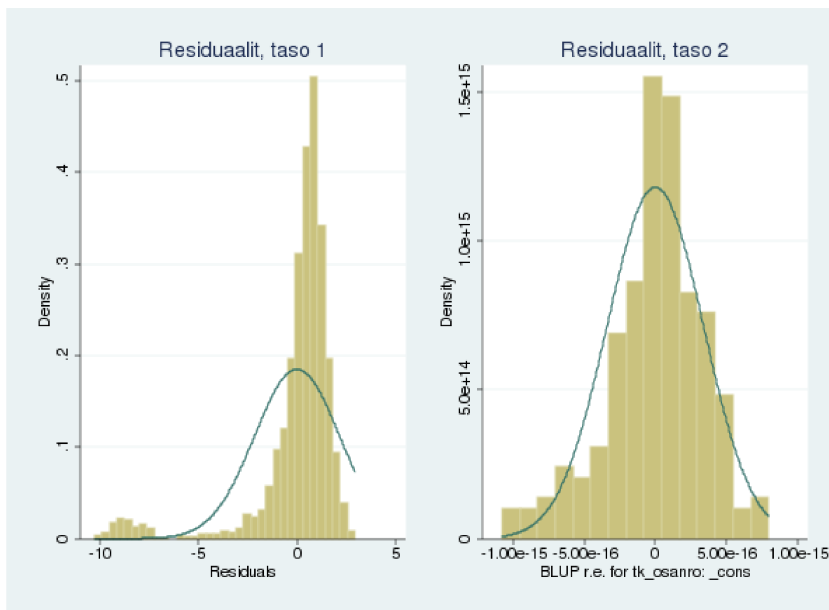 Residuaalit, taso 1
Density
0
.1
.2
.3
.4
.5
-10
-5
0
5
Residuals
Residuaalit, taso 2
Density
0
5.0e+14
1.0e+15
1.5e+15
-1.00e-15
-5.00e-16
0
5.00e-16
1.00e-15
BLUP r.e. for tk_osanro: _cons